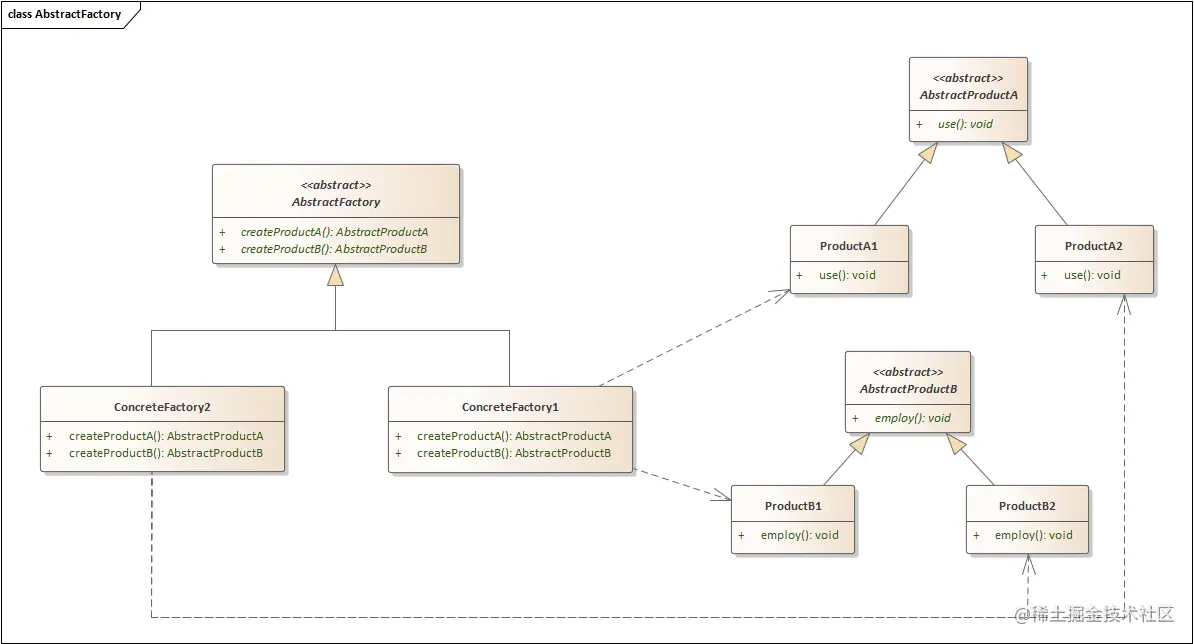 class AbstractFactory
<<abstract>>
AbstractProductA
+ use(): void
<<abstract>>
AbstractFactory
+ createProductA(): AbstractProductA
+ createProductB(): AbstractProductB
ProductA1
+ use(): void
ProductA2
+ use(): void
<<abstract>>
AbstractProductB
+ employ(): void
ConcreteFactory2
+ createProductA(): AbstractProductA
+ createProductB(): AbstractProductB
ConcreteFactory1
+ createProductA(): AbstractProductA
+ createProductB(): AbstractProductB
ProductB1
+ employ(): void
ProductB2
+ employ(): void
@稀土掘金技术社区